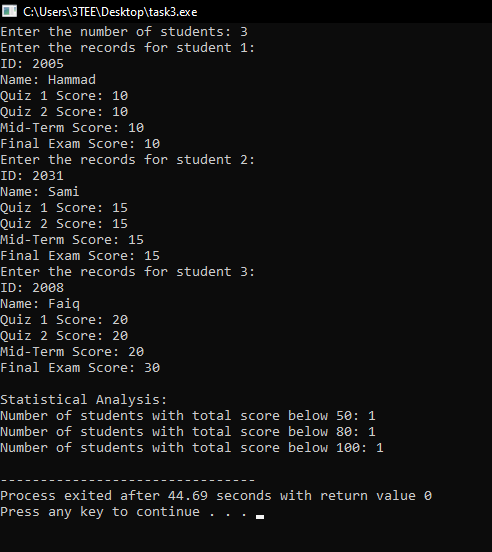 C:\Users\3TEE\Desktop\task3.exe
Enter the number of students: 3
Enter the records for student 1:
ID: 2005
Name: Hammad
Quiz 1 Score: 10
Quiz 2 Score: 10
Mid-Term Score: 10
Final Exam Score: 10
Enter the records for student 2:
ID: 2031
Name: Sami
Quiz 1 Score: 15
Quiz 2 Score: 15
Mid-Term Score: 15
Final Exam Score: 15
Enter the records for student 3:
ID: 2008
Name: Faiq
Quiz 1 Score: 20
Quiz 2 Score: 20
Mid-Term Score: 20
Final Exam Score: 30
Statistical Analysis:
Number of students with total score below 50: 1
Number of students with total score below 80: 1
Number of students with total score below 100: 1
--------------------------------
Process exited after 44.69 seconds with return value 0
Press any key to continue . . .